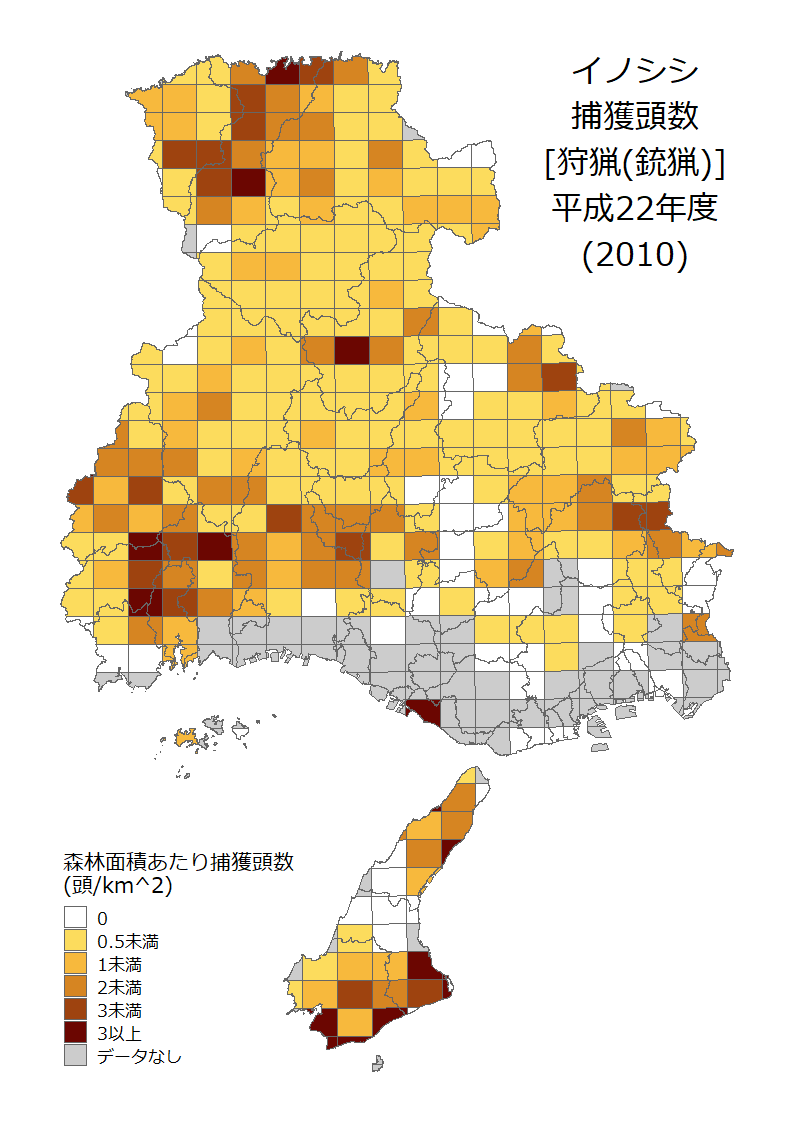 イノシシ
捕獲頭数
[狩猟(銃猟)]
平成22年度
(2010)
森林面積あたり捕獲頭数
(頭/km^2)
0
0.5未満
1未満
2未満
3未満
3以上
データなし